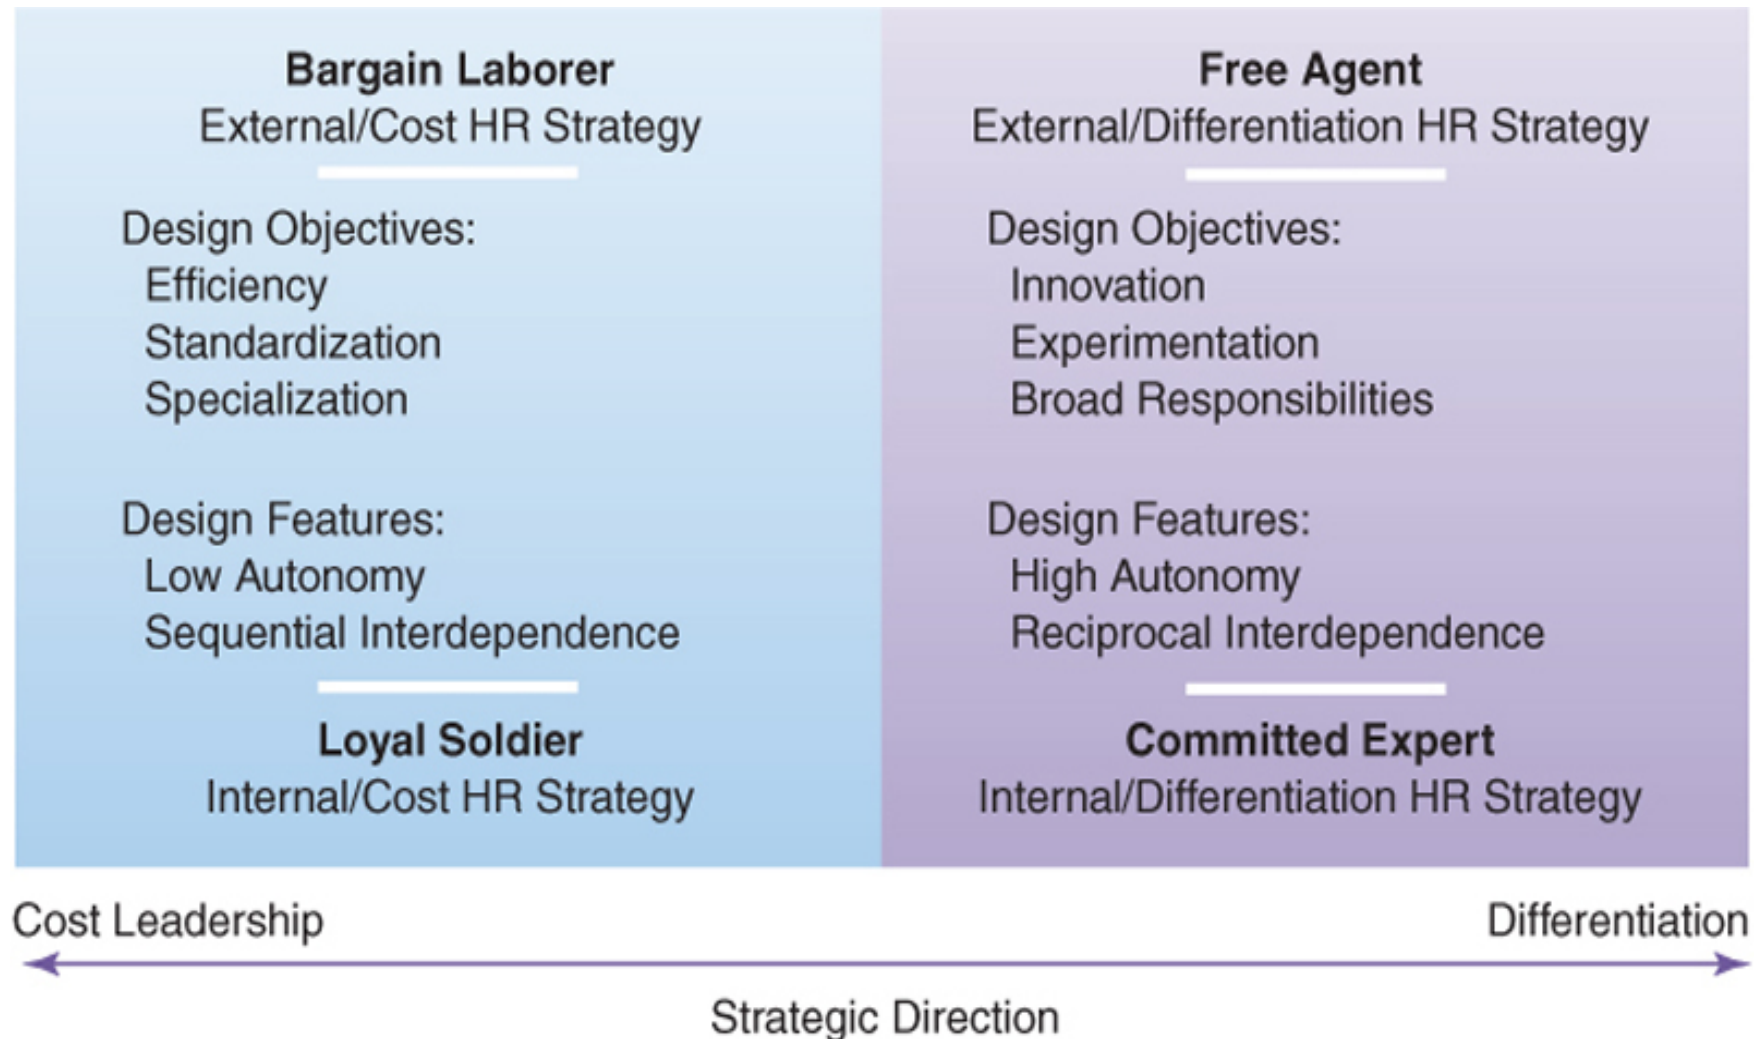 Bargain Laborer
External/Cost HR Strategy
Design Objectives:
Efficiency
Standardization
Specialization
Design Features:
Low Autonomy
Sequential Interdependence
Loyal Soldier
Internal/Cost HR Strategy
Free Agent
External/Differentiation HR Strategy
Design Objectives:
Innovation
Experimentation
Broad Responsibilities
Design Features:
High Autonomy
Reciprocal Interdependence
Committed Expert
Internal/Differentiation HR Strategy
Cost Leadership
Differentiation
Strategic Direction